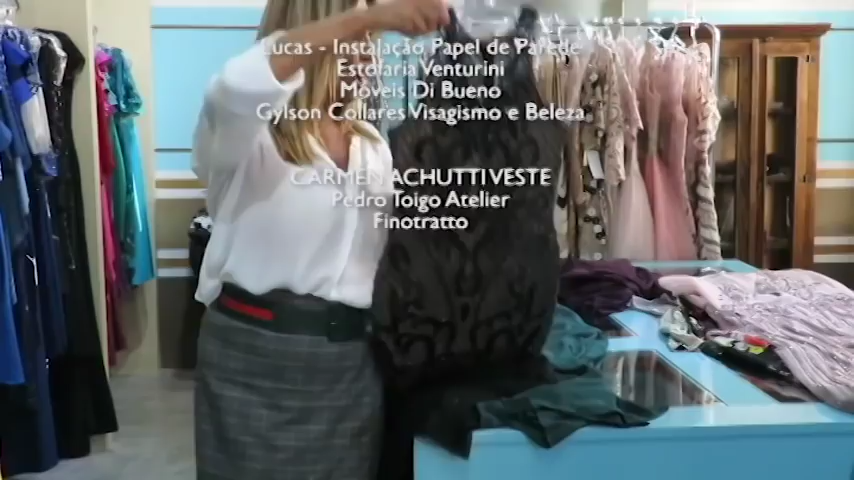 Lucas - Instalação Papel de Parede
Estofaria Venturini
Móveis Di Bueno
Gylson Collares Visagismo e Beleza
CARMEN ACHUTTI VESTE
Pedro Toigo Atelier
Finotratto